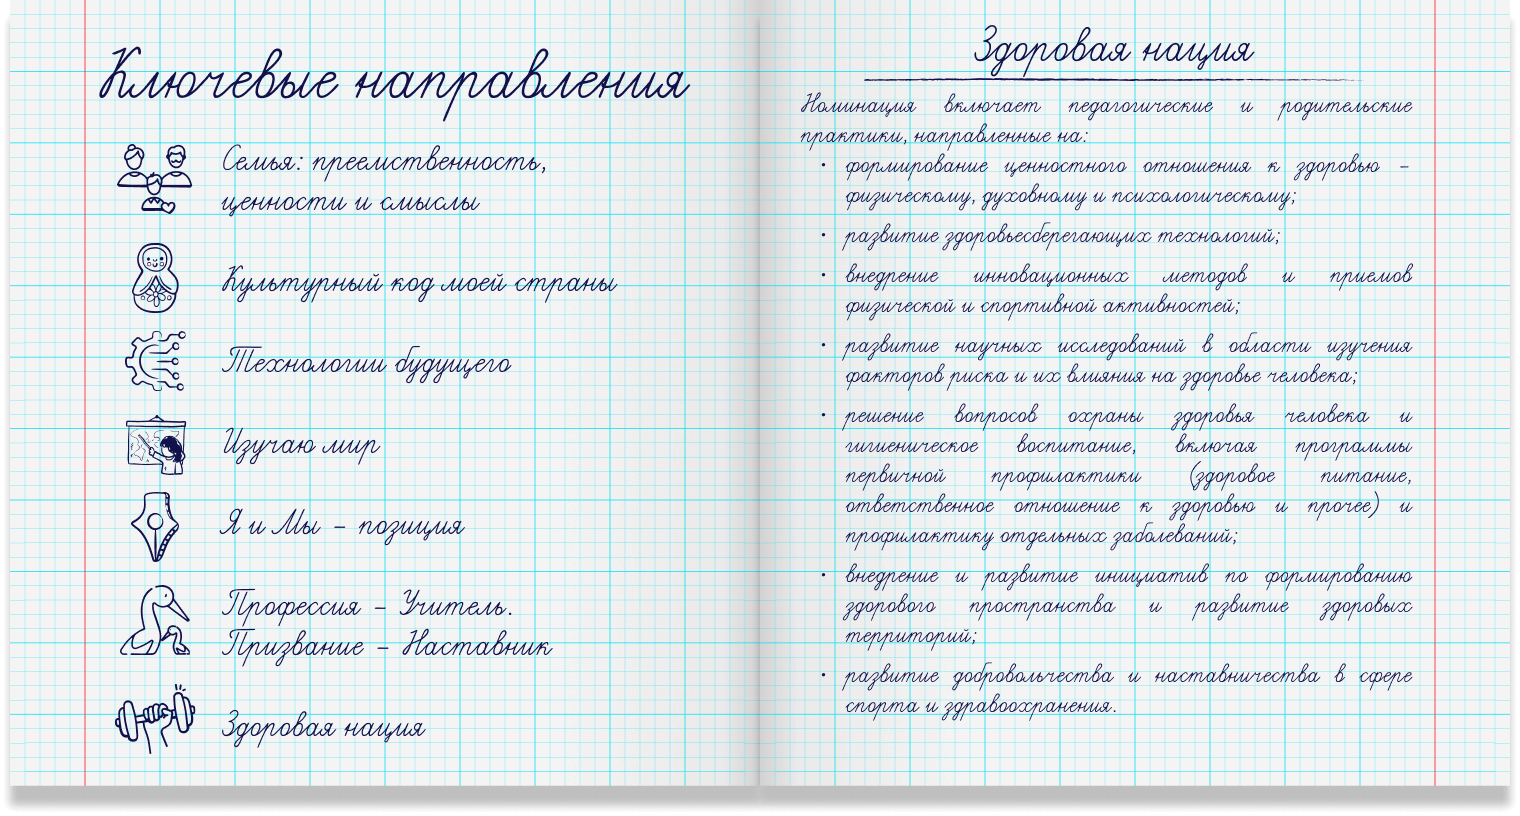 Ключевые направления
Семья: преемственность,
ценности и смыслы
Культурный код моей страны
Технологии будущего
Изучаю мир
Я и Мы – позиция
Профессия – Учитель.
Призвание – Наставник
Здоровая нация
Здоровая нация
Номинация включает педагогические и родительские
практики, направленные на:
• формирование ценностного отношения к здоровью –
физическому, духовному и психологическому;
• развитие здоровьесберегающих технологий;
• внедрение инновационных методов и приемов
физической и спортивной активностей;
• развитие научных исследований в области изучения
факторов риска и их влияния на здоровье человека;
• решение вопросов охраны здоровья человека и
гигиеническое воспитание, включая программы
первичной профилактики (здоровое питание,
ответственное отношение к здоровью и прочее) и
профилактику отдельных заболеваний;
• внедрение и развитие инициатив по формированию
здорового пространства и развитие здоровых
территорий;
• развитие добровольчества и наставничества в сфере
спорта и здравоохранения.